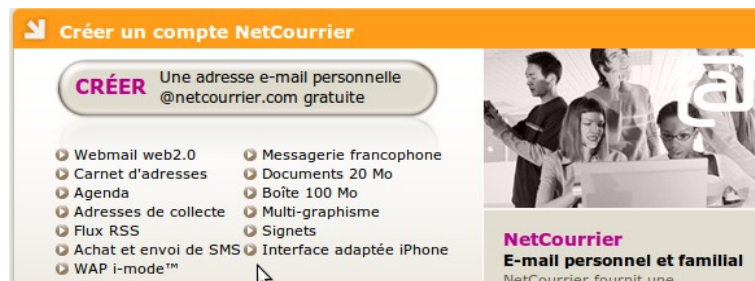 Créer un compte NetCourrier
CRÉER
Une adresse e-mail personnelle
@netcourrier.com gratuite
Webmail web2.0
Carnet d'adresses
Agenda
Adresses de collecte
Flux RSS
Achat et envoi de SMS
WAP i-mode™
Messagerie francophone
Documents 20 Mo
Boîte 100 Mo
Multi-graphisme
Signets
Interface adaptée iPhone
@
NetCourrier
E-mail personnel et familial
NetCourrier fournit une